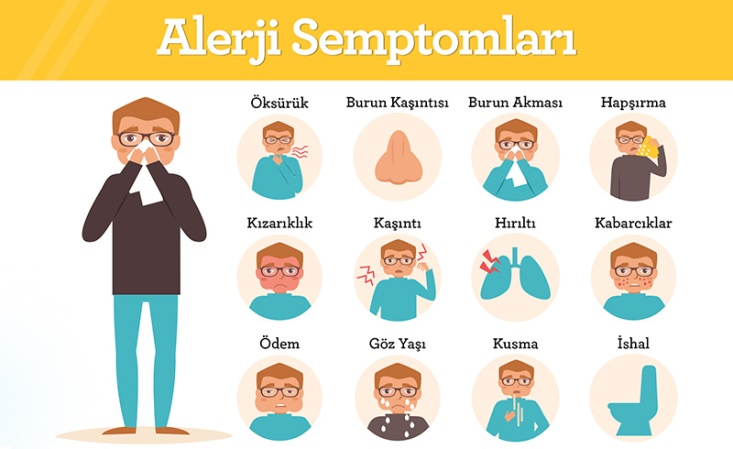 Alerji Semptomları
Öksürük
Burun Kaşıntısı
Burun Akması
Hapşırma
Kızarıklık
Kaşıntı
Hırıltı
Kabarcıklar
Ödem
Göz Yaşı
Kusma
İshal